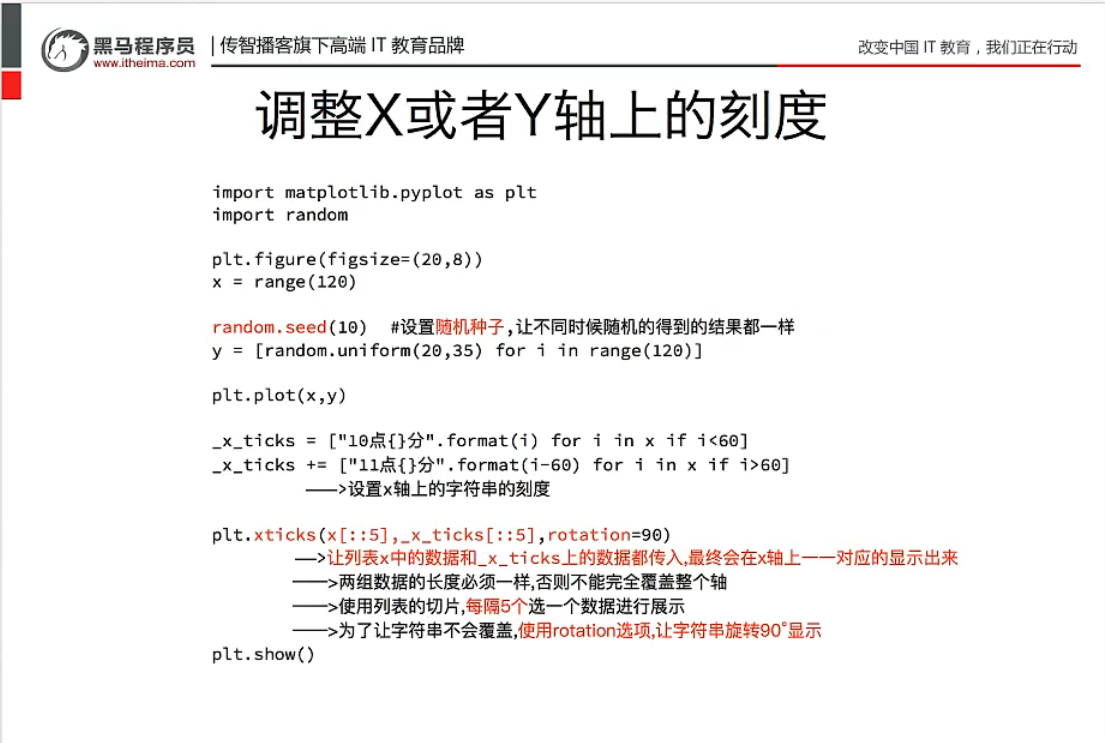 黑马程序员
www.itheima.com
传智播客旗下高端 IT 教育品牌
改变中国 IT 教育，我们正在行动
调整X或者Y轴上的刻度
import matplotlib.pyplot as plt
import random
plt.figure(figsize=(20,8))
x = range(120)
random.seed(10)  #设置随机种子,让不同时候随机的得到的结果都一样
y = [random.uniform(20,35) for i in range(120)]
plt.plot(x,y)
_x_ticks = ["10点{}分".format(i) for i in x if i<60]
_x_ticks += ["11点{}分".format(i-60) for i in x if i>60]
——>设置x轴上的字符串的刻度
plt.xticks(x[::5],_x_ticks[::5],rotation=90)
——>让列表x中的数据和_x_ticks上的数据都传入,最终会在x轴上一一对应的显示出来
——>两组数据的长度必须一样,否则不能完全覆盖整个轴
——>使用列表的切片,每隔5个选一个数据进行展示
——>为了让字符串不会覆盖,使用rotation选项,让字符串旋转90°显示
plt.show()